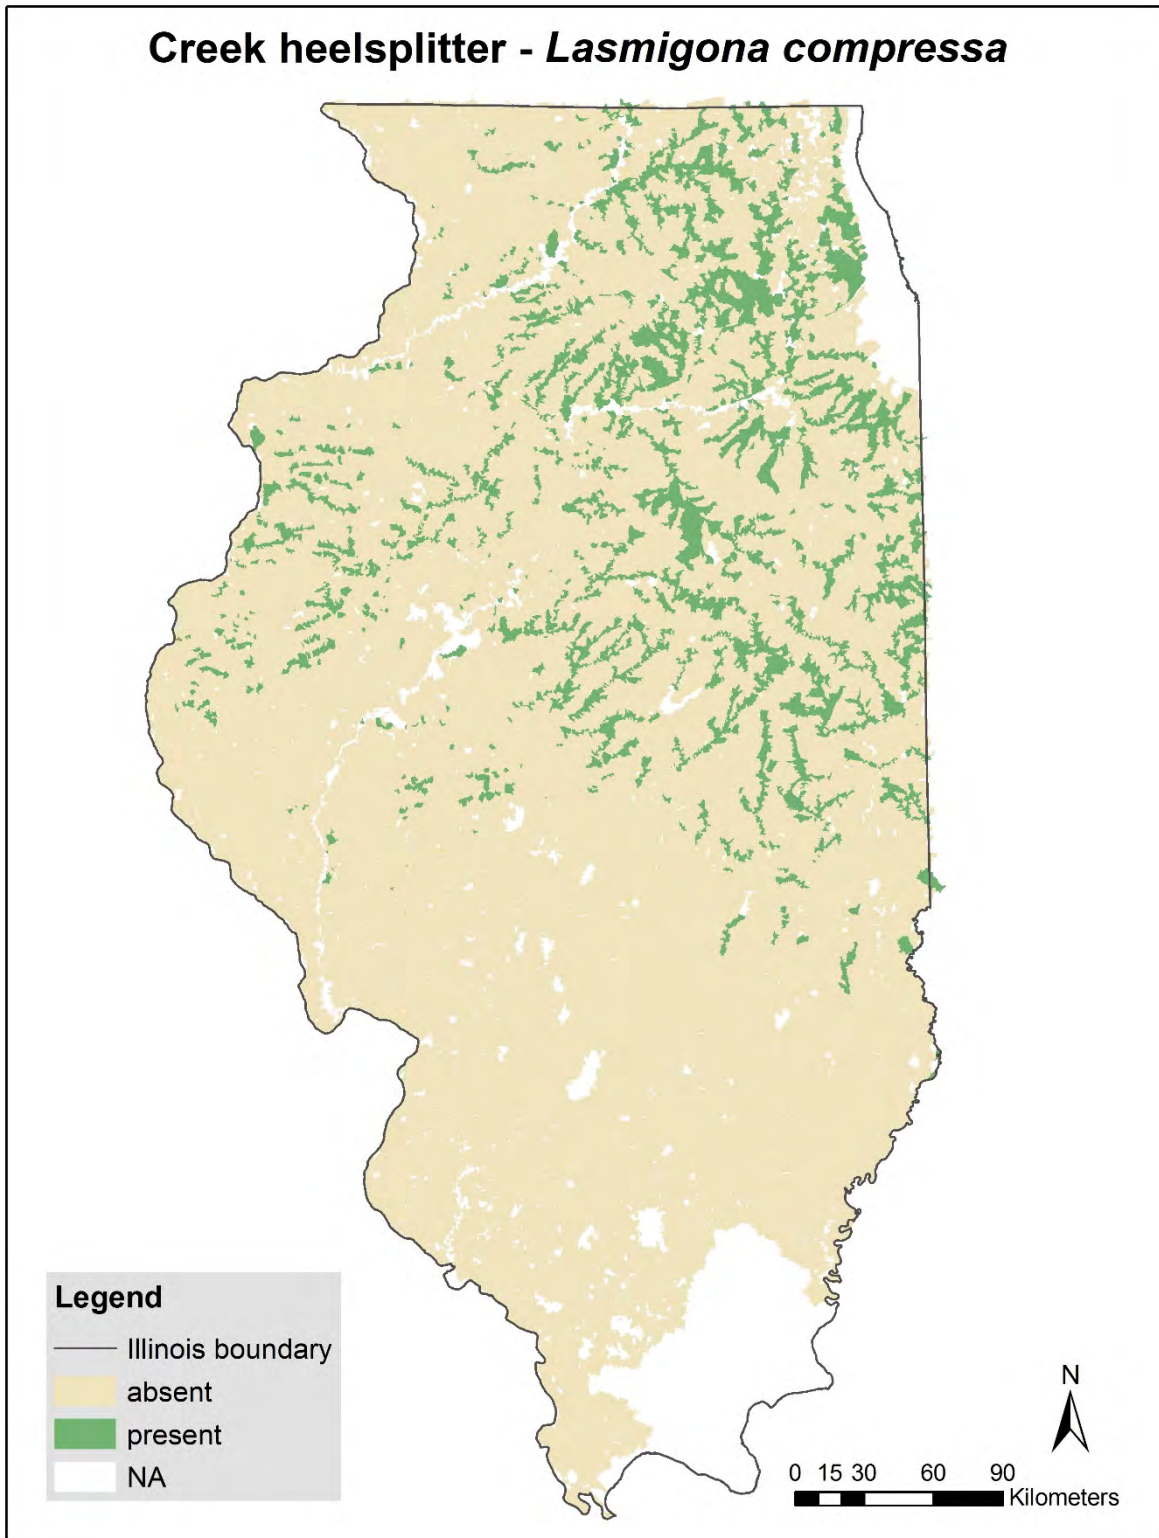 Creek heelsplitter - Lasmigona compressa
Legend
Illinois boundary
absent
present
NA
N
0 15 30 60 90
Kilometers